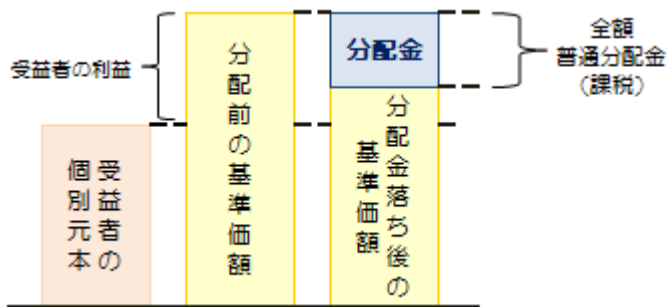 受益者の利益
受益者の
個別元本
分配前の基準価額
分配金
分配金落ち後の
基準価額
全額
普通分配金
(課税)